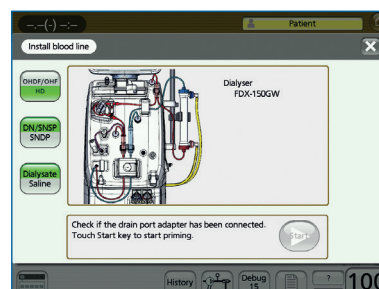 -.-(-) -:-
Patient
Install blood line
OHDF/OHF
HD
DN/SNSP
SNDP
Dialysate
Saline
Dialyser
FDX-150GW
Check if the drain port adapter has been connected.
Touch Start key to start priming.
Start
History
Debug
15
?
100